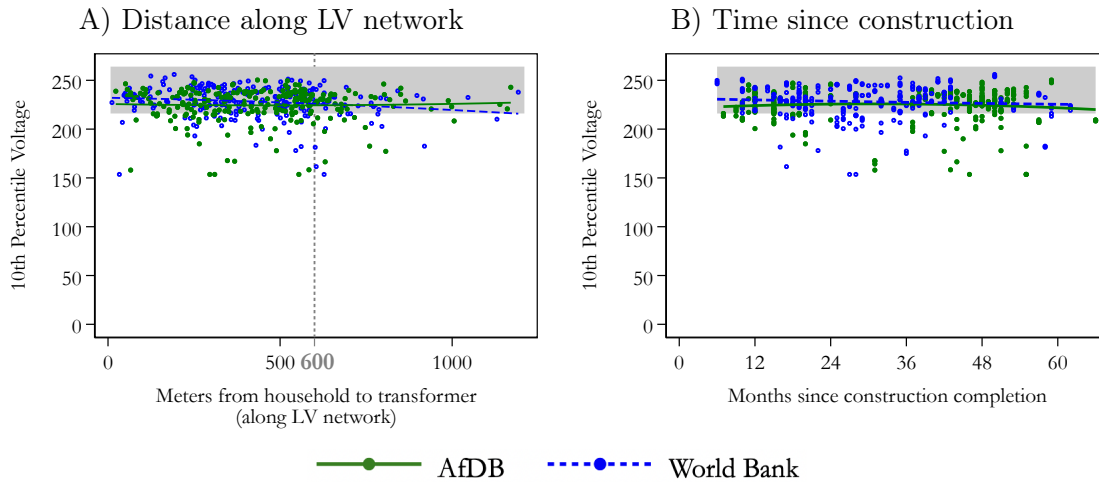 A) Distance along LV network
B) Time since construction
10th Percentile Voltage
250
200
150
100
50
0
0
500
600
1000
Meters from household to transformer
(along LV network)
10th Percentile Voltage
250
200
150
100
50
0
0
12
24
36
48
60
Months since construction completion
AfDB
World Bank